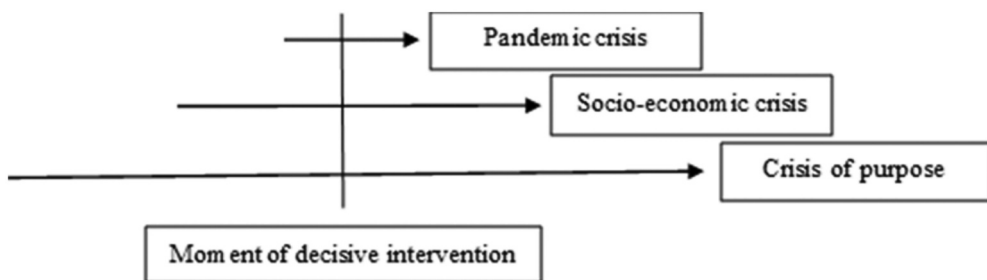 Pandemic crisis
Socio-economic crisis
Crisis of purpose
Moment of decisive intervention